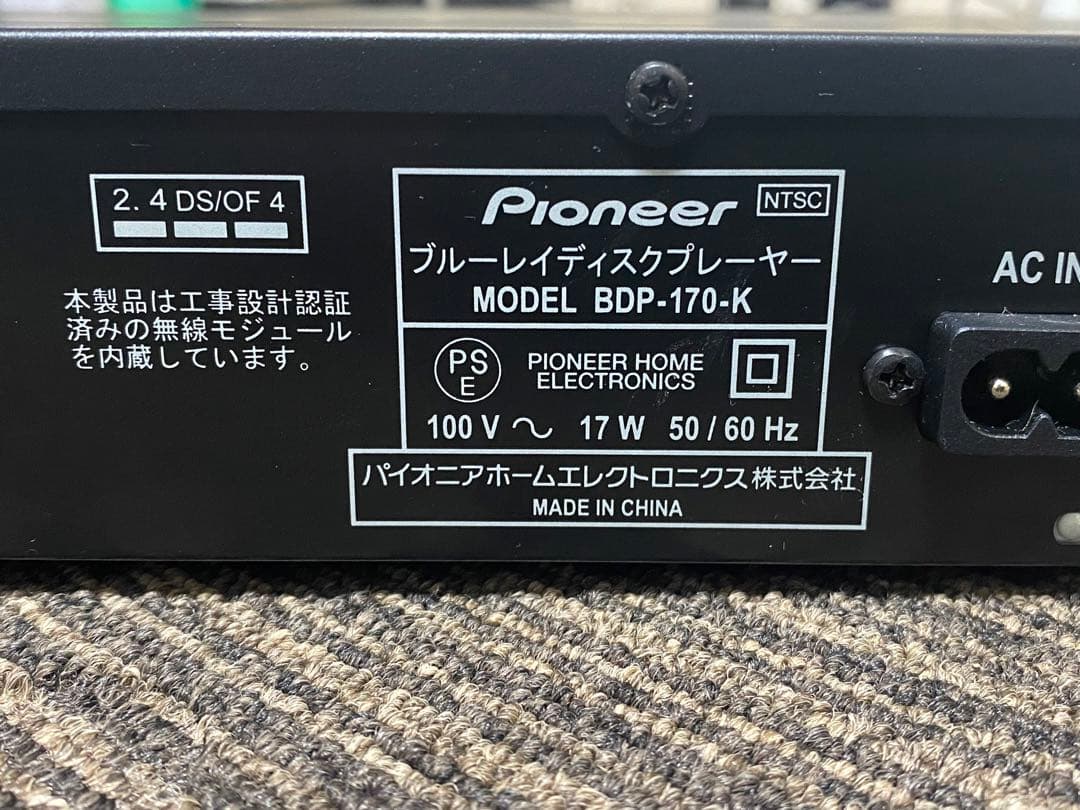 2.4 DS/OF 4
本製品は工事設計認証
済みの無線モジュール
を内蔵しています。
Pioneer NTSC
ブルーレイディスクプレーヤー
MODEL BDP-170-K
PS
E
PIONEER HOME
ELECTRONICS
100 V 〜 17 W 50 / 60 Hz
パイオニアホームエレクトロニクス株式会社
MADE IN CHINA
AC IN